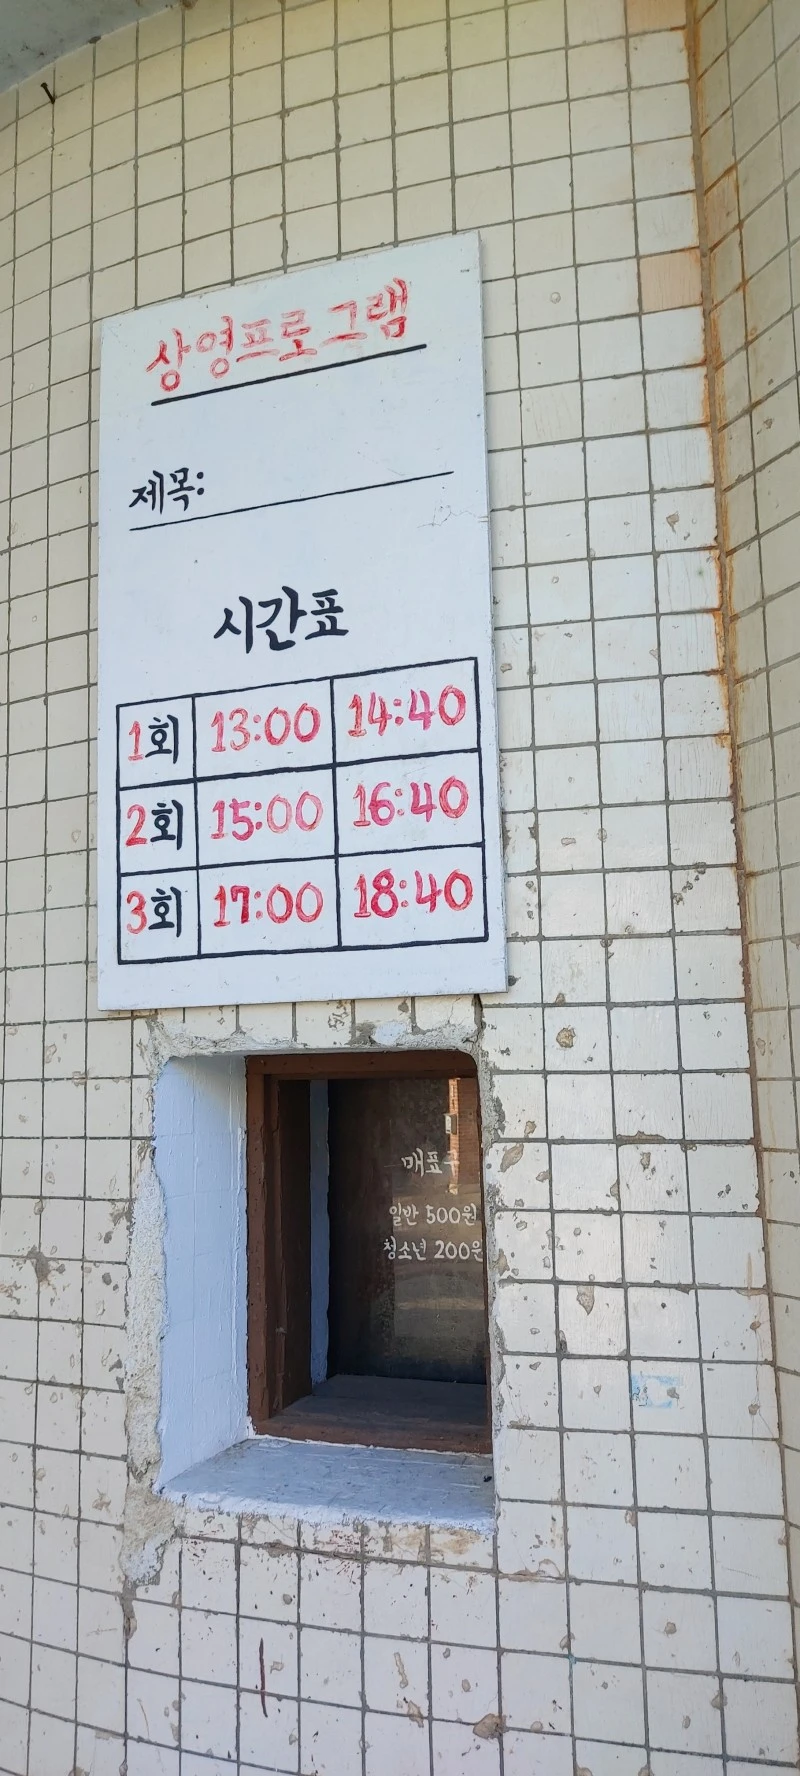 상영프로그램
제목:
시간표
1회 13:00 14:40
2회 15:00 16:40
3회 17:00 18:40
매표구
일반 500원
청소년 200원